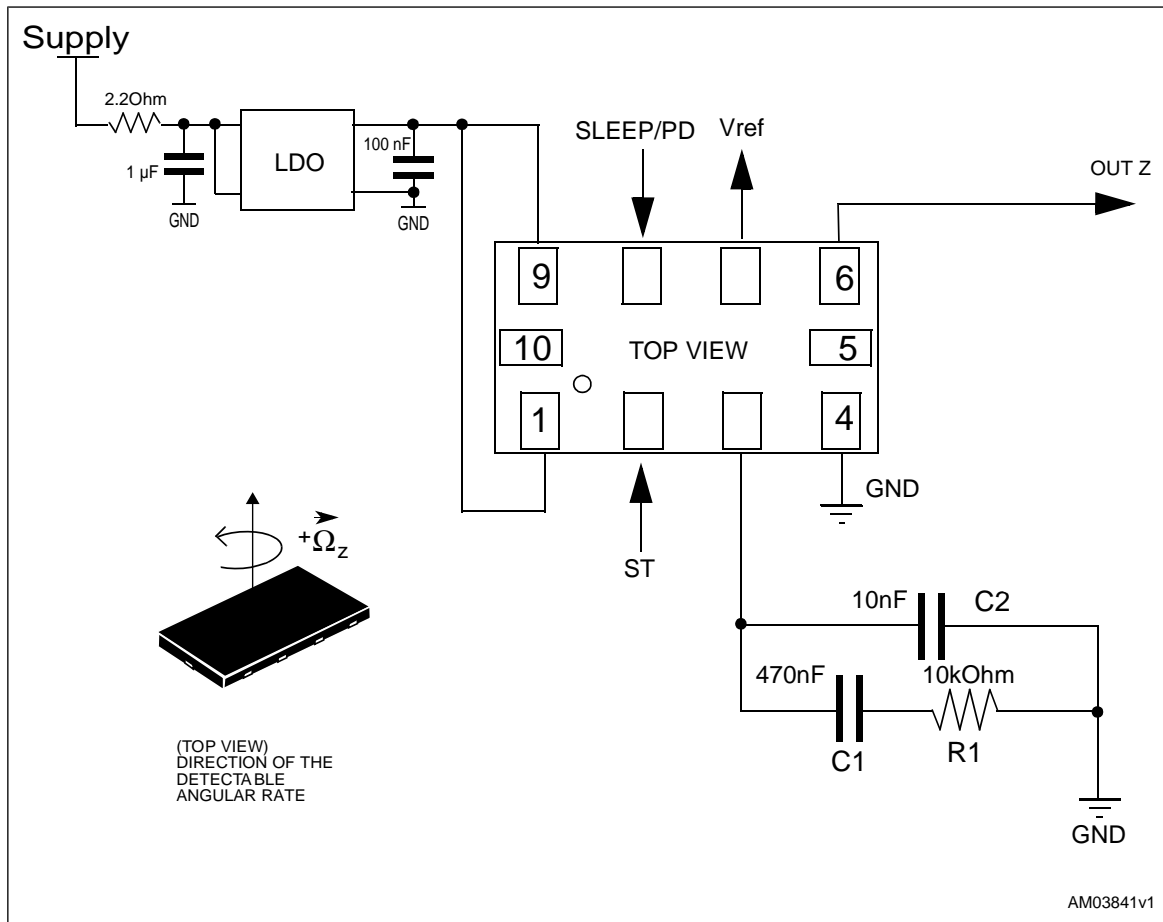 Supply
2.2Ohm
1 µF
GND
LDO
100 nF
GND
SLEEP/PD
Vref
OUT Z
9
6
10
TOP VIEW
5
1
4
GND
ST
+Ωz
10nF
C2
470nF
10kOhm
C1
R1
GND
(TOP VIEW)
DIRECTION OF THE
DETECTABLE
ANGULAR RATE
AM03841v1